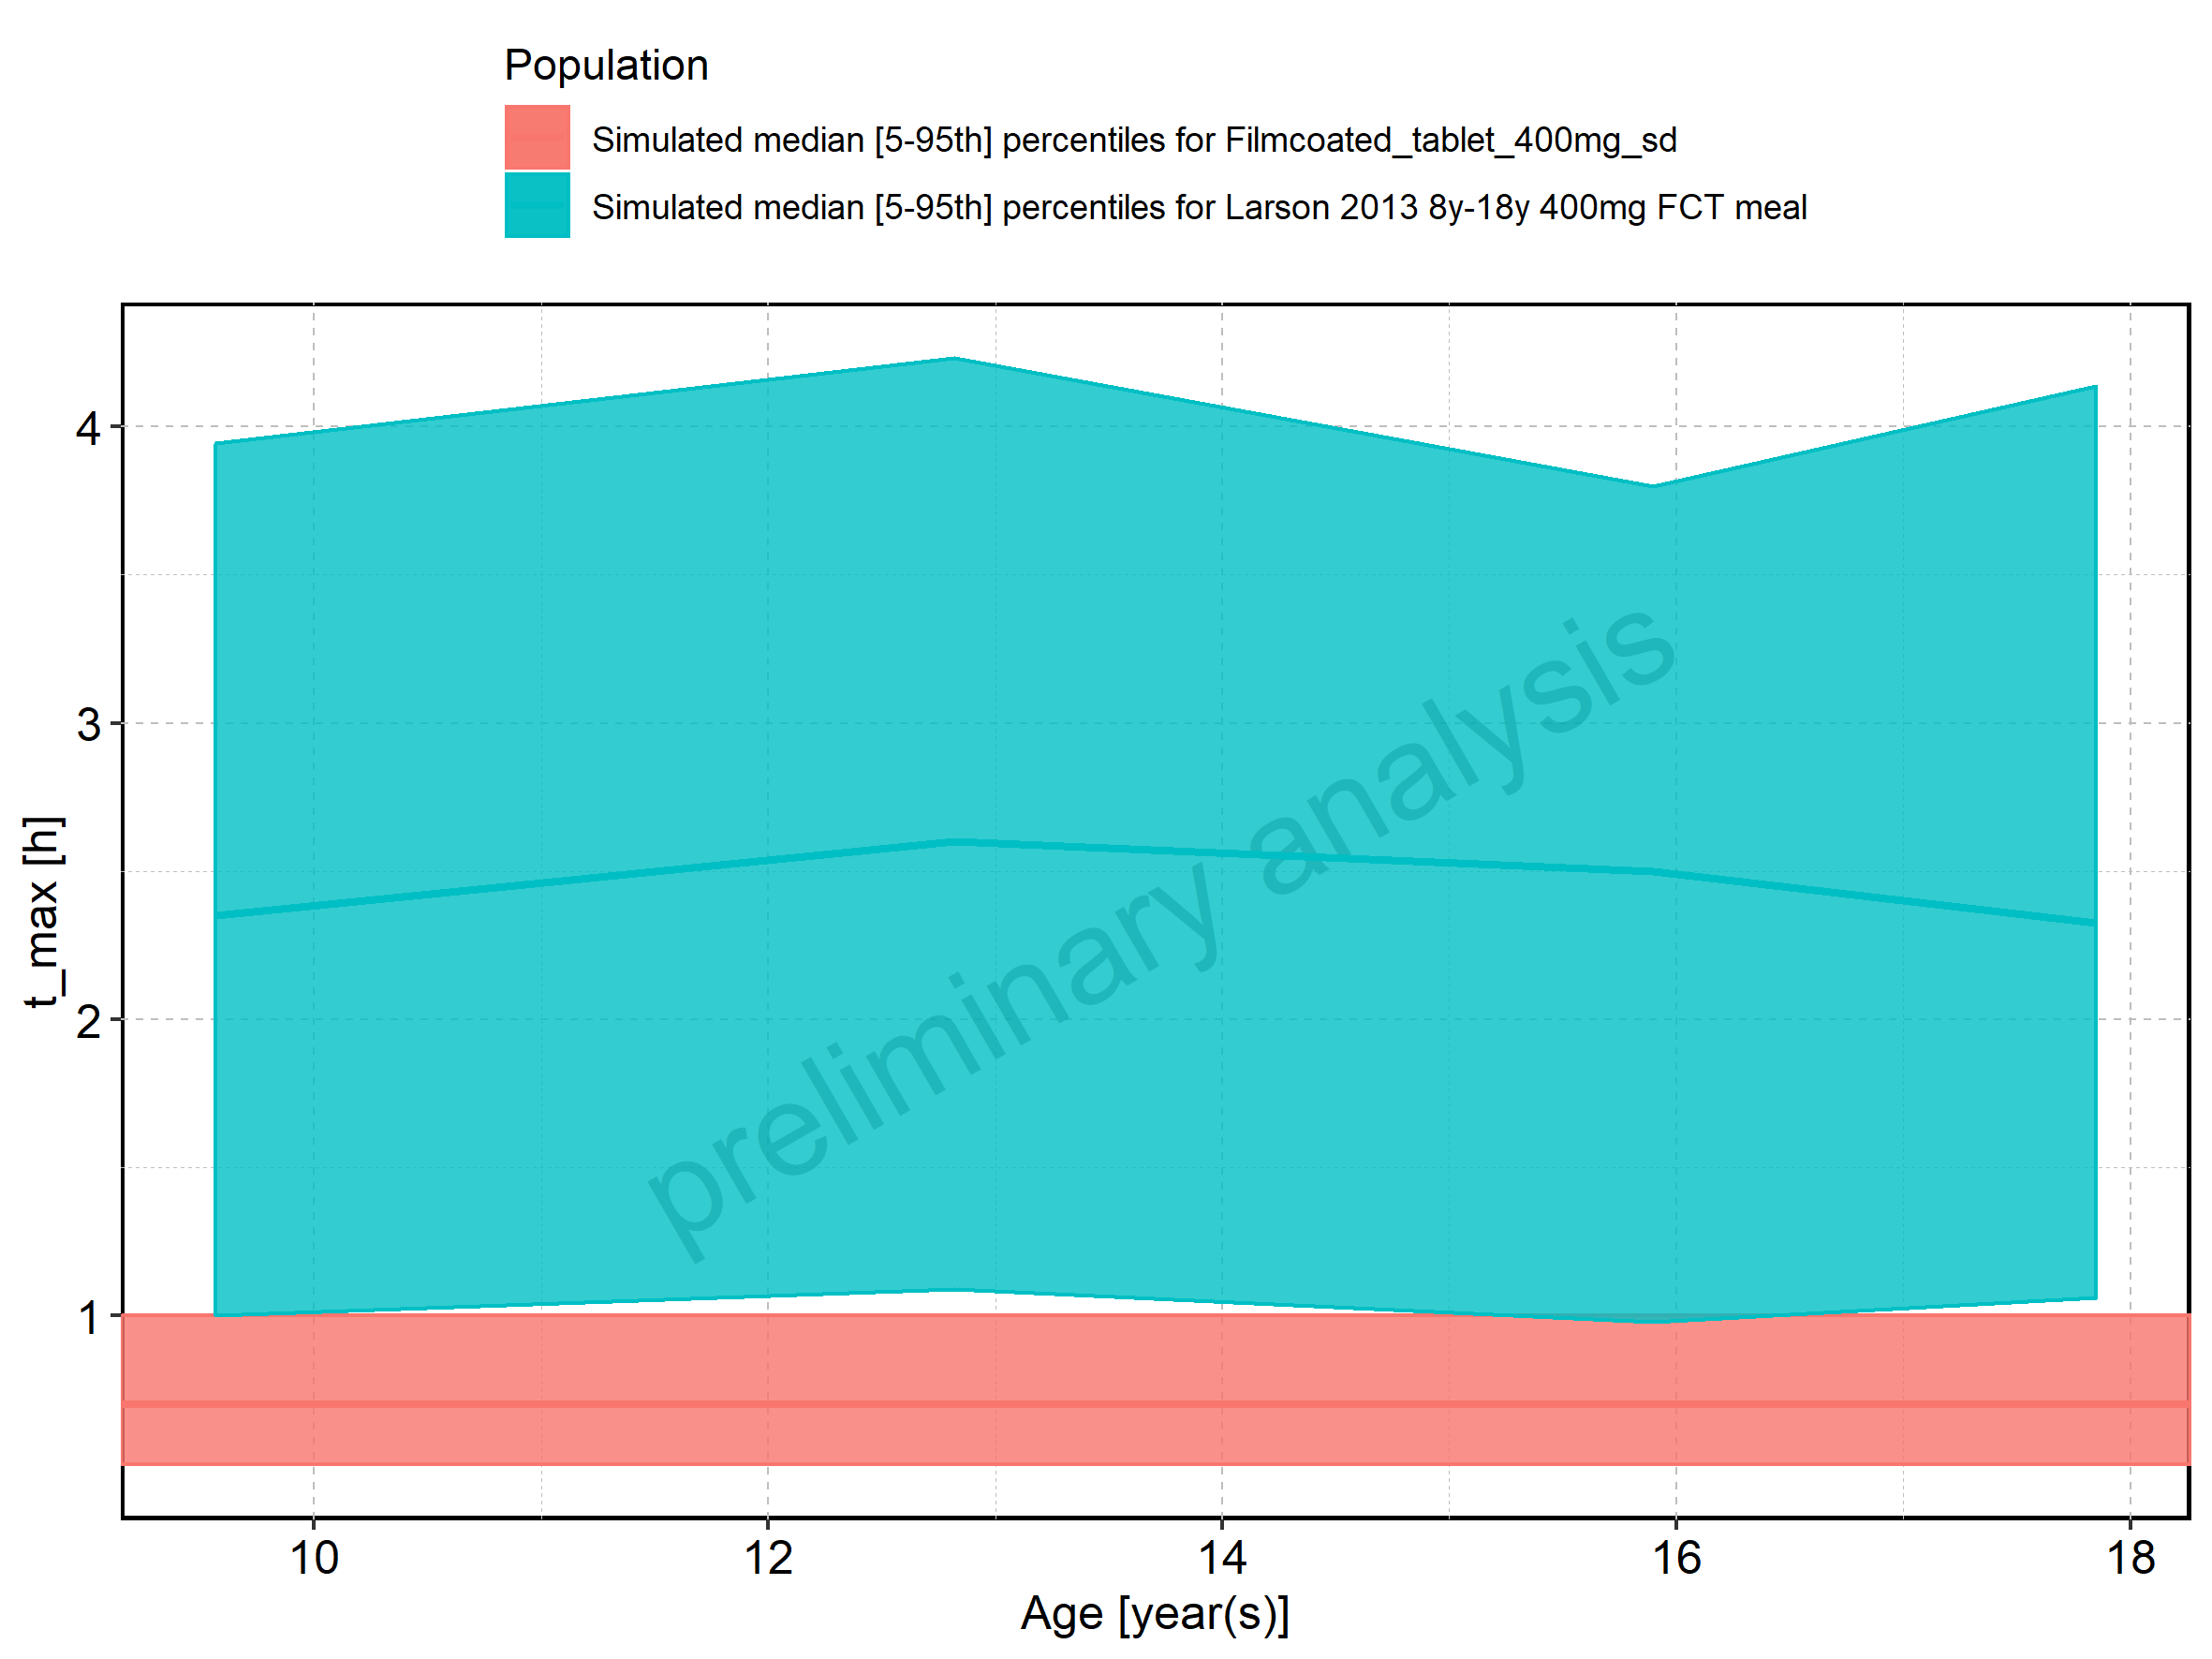 Population
Simulated median [5-95th] percentiles for Filmcoated_tablet_400mg_sd
Simulated median [5-95th] percentiles for Larson 2013 8y-18y 400mg FCT meal
4
3
2
1
t_max [h]
preliminary analysis
10 12 14 16 18
Age [year(s)]